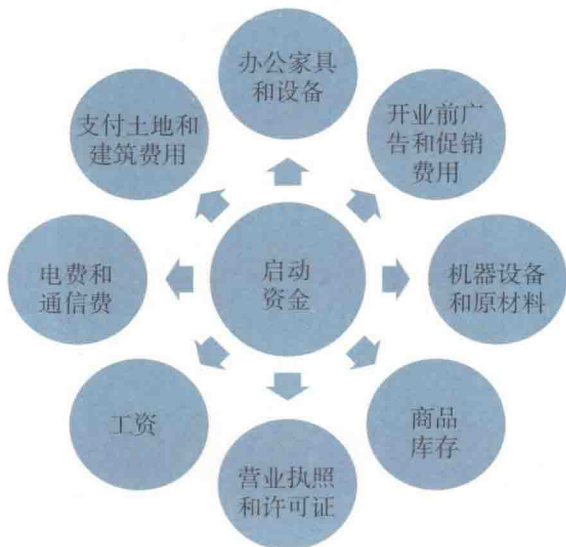 办公家具
和设备
支付土地和
建筑费用
开业前广
告和促销
费用
电费和
通信费
启动
资金
机器设备
和原材料
工资
商品
库存
营业执照
和许可证